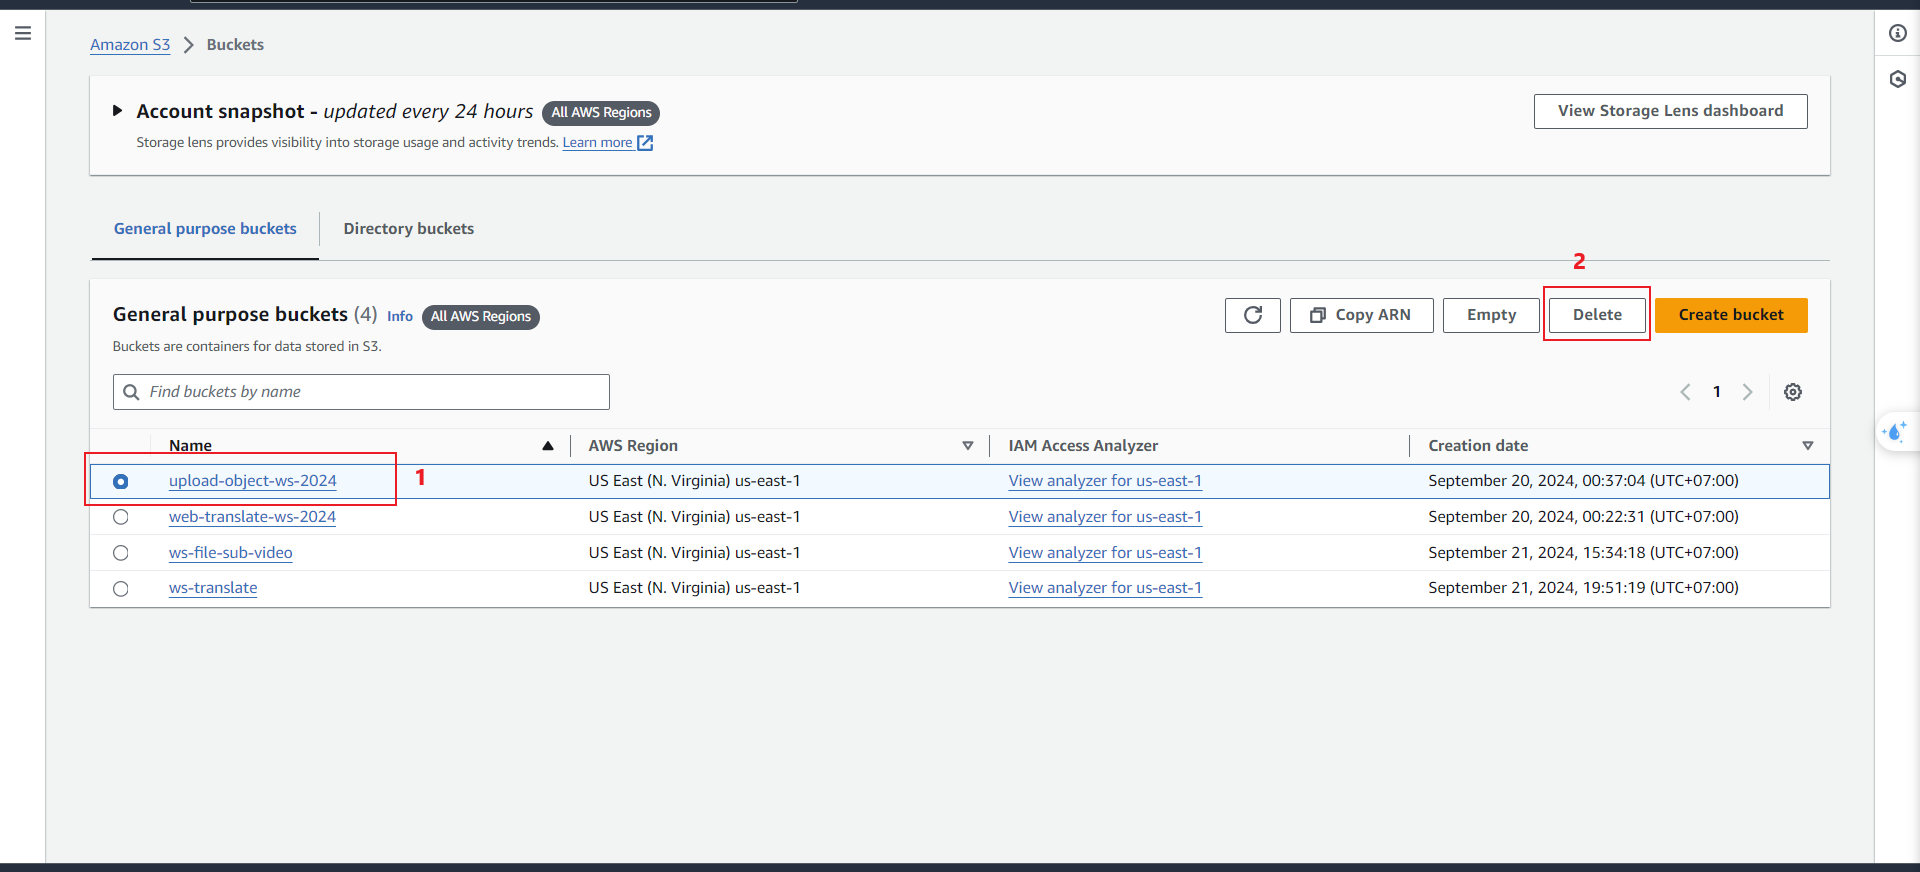 Amazon S3 > Buckets
Account snapshot - updated every 24 hours All AWS Regions
View Storage Lens dashboard
Storage lens provides visibility into storage usage and activity trends. Learn more
General purpose buckets
Directory buckets
2
General purpose buckets (4) Info All AWS Regions
Copy ARN
Empty
Delete
Create bucket
Buckets are containers for data stored in S3.
Find buckets by name
1
Name AWS Region IAM Access Analyzer Creation date
upload-object-ws-2024 1 US East (N. Virginia) us-east-1 View analyzer for us-east-1 September 20, 2024, 00:37:04 (UTC+07:00)
web-translate-ws-2024 US East (N. Virginia) us-east-1 View analyzer for us-east-1 September 20, 2024, 00:22:31 (UTC+07:00)
ws-file-sub-video US East (N. Virginia) us-east-1 View analyzer for us-east-1 September 21, 2024, 15:34:18 (UTC+07:00)
ws-translate US East (N. Virginia) us-east-1 View analyzer for us-east-1 September 21, 2024, 19:51:19 (UTC+07:00)